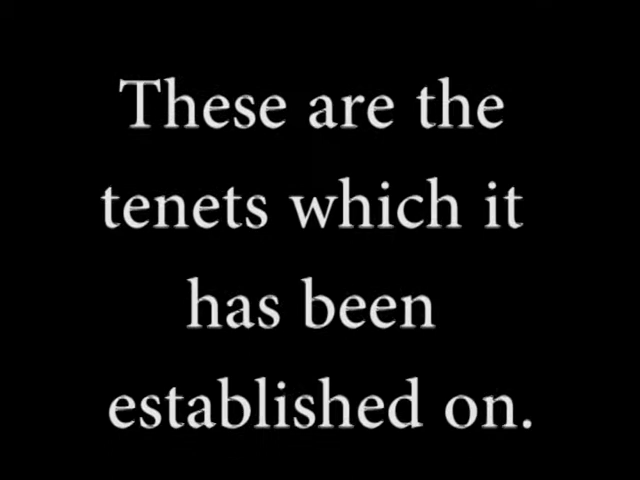 These are the
tenets which it
has been
established on.